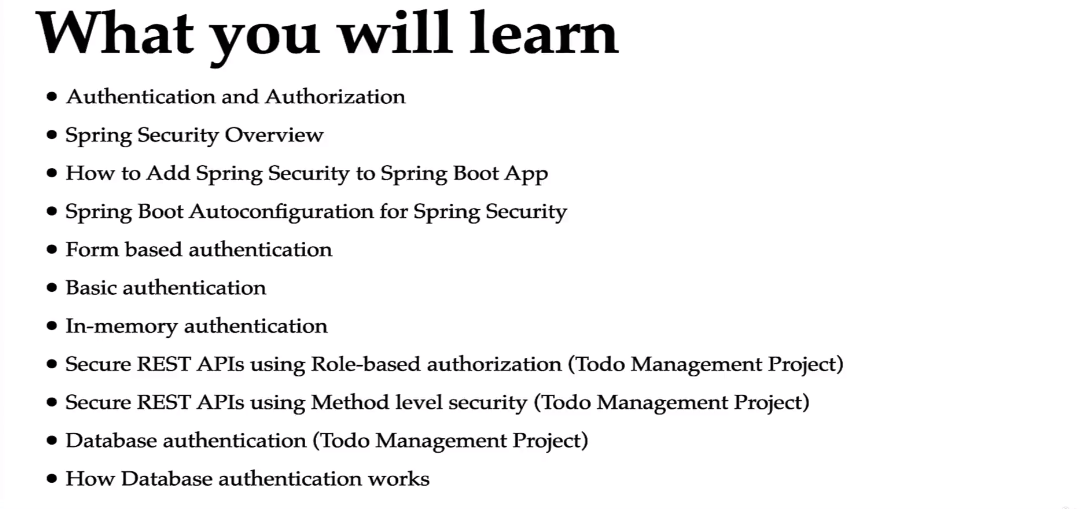 What you will learn
• Authentication and Authorization
• Spring Security Overview
• How to Add Spring Security to Spring Boot App
• Spring Boot Autoconfiguration for Spring Security
• Form based authentication
• Basic authentication
• In-memory authentication
• Secure REST APIs using Role-based authorization (Todo Management Project)
• Secure REST APIs using Method level security (Todo Management Project)
• Database authentication (Todo Management Project)
• How Database authentication works